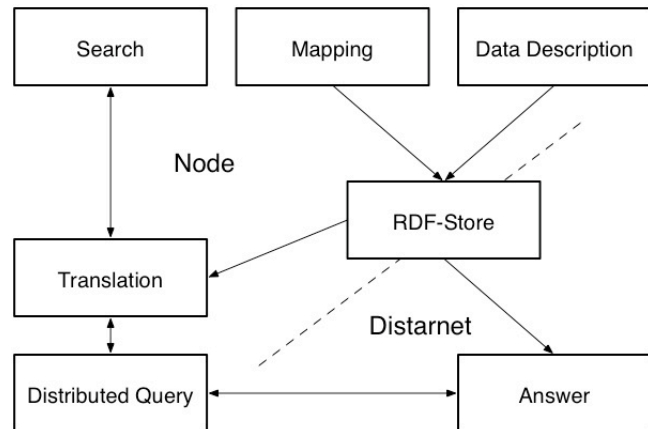 Search
Mapping
Data Description
Node
RDF-Store
Translation
Distarnet
Distributed Query
Answer